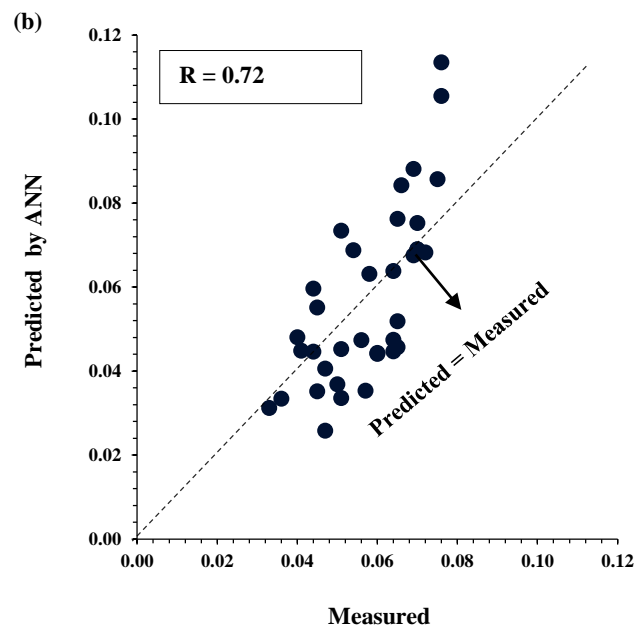 (b)
0.12
0.10
0.08
0.06
0.04
0.02
0.00
Predicted by ANN
R = 0.72
Predicted = Measured
0.00 0.02 0.04 0.06 0.08 0.10 0.12
Measured